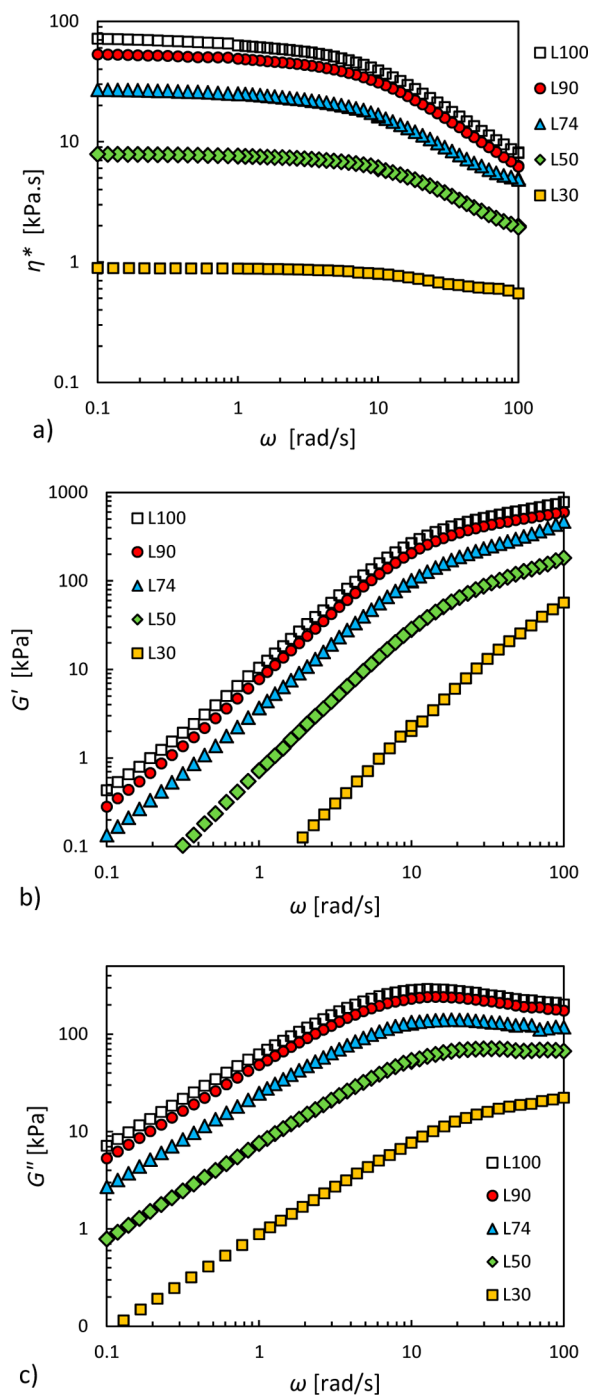 100
10
1
0.1
η* [kPa.s]
0.1 1 10 100
ω [rad/s]
L100
L90
L74
L50
L30
a)
1000
100
10
1
0.1
G' [kPa]
L100
L90
L74
L50
L30
0.1 1 10 100
ω [rad/s]
b)
100
10
1
0
G" [kPa]
L100
L90
L74
L50
L30
0.1 1 10 100
ω [rad/s]
c)